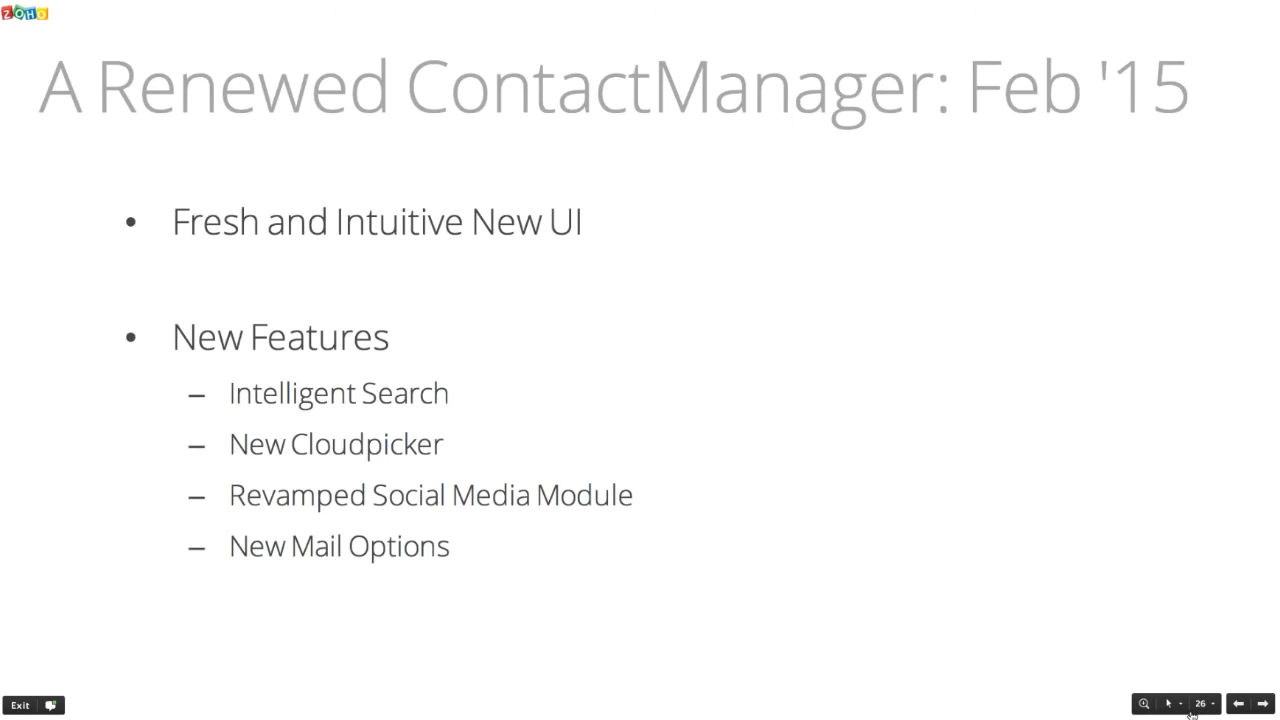 ZOHO
A Renewed ContactManager: Feb '15
• Fresh and Intuitive New UI
• New Features
– Intelligent Search
– New Cloudpicker
– Revamped Social Media Module
– New Mail Options
Exit
26